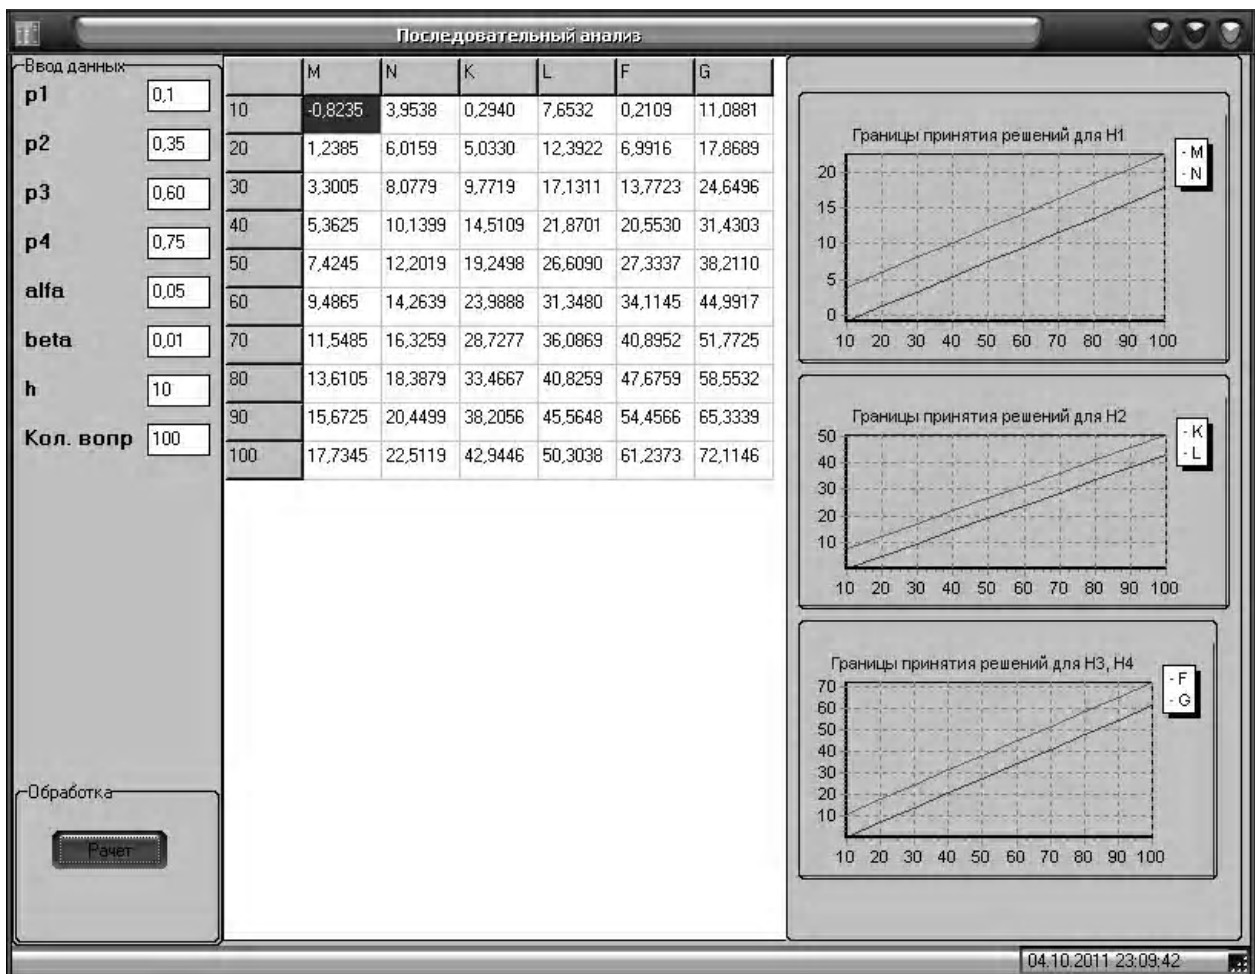 Последовательный анализ
Ввод данных
p1 0,1
p2 0,35
p3 0,60
p4 0,75
alfa 0,05
beta 0,01
h 10
Кол. вопр 100
M N K L F G
10 -0,8235 3,9538 0,2940 7,6532 0,2109 11,0881
20 1,2385 6,0159 5,0330 12,3922 6,9916 17,8689
30 3,3005 8,0779 9,7719 17,1311 13,7723 24,6496
40 5,3625 10,1399 14,5109 21,8701 20,5530 31,4303
50 7,4245 12,2019 19,2498 26,6090 27,3337 38,2110
60 9,4865 14,2639 23,9888 31,3480 34,1145 44,9917
70 11,5485 16,3259 28,7277 36,0869 40,8952 51,7725
80 13,6105 18,3879 33,4667 40,8259 47,6759 58,5532
90 15,6725 20,4499 38,2056 45,5648 54,4566 65,3339
100 17,7345 22,5119 42,9446 50,3038 61,2373 72,1146
Границы принятия решений для H1
- M
- N
20
15
10
5
0
10 20 30 40 50 60 70 80 90 100
Границы принятия решений для H2
- K
- L
50
40
30
20
10
10 20 30 40 50 60 70 80 90 100
Границы принятия решений для H3, H4
- F
- G
70
60
50
40
30
20
10
10 20 30 40 50 60 70 80 90 100
Обработка
Рачет
04.10.2011 23:09:42